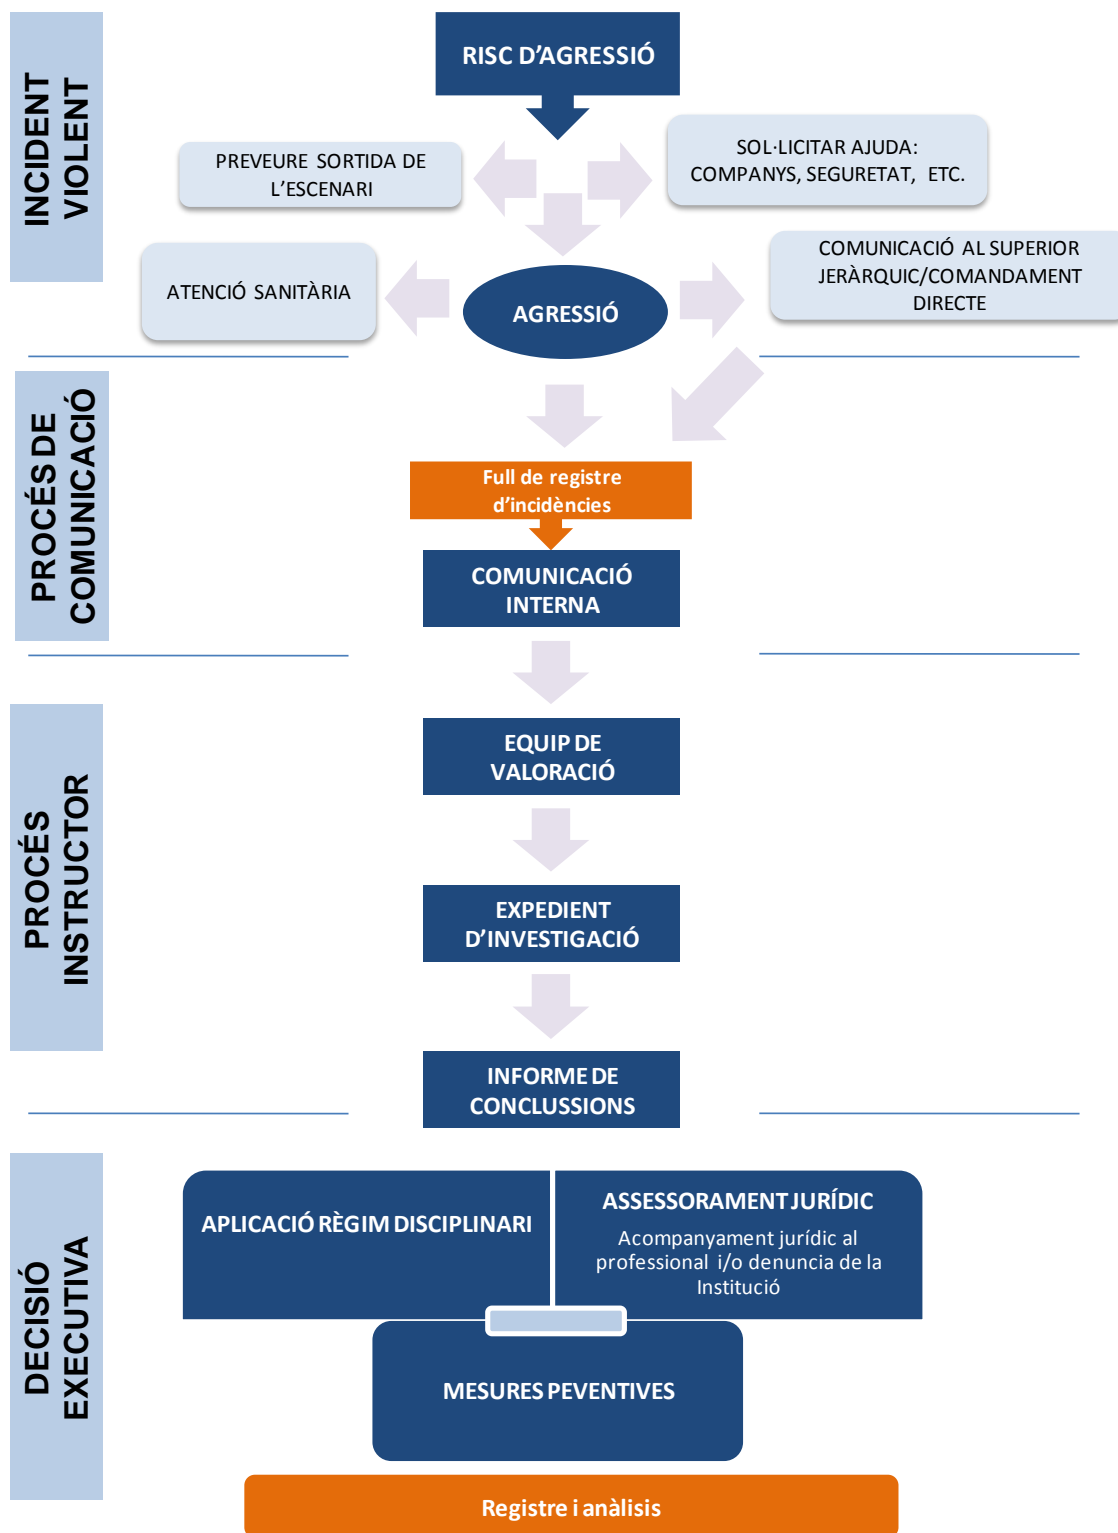 INCIDENT
VIOLENT
RISC D’AGRESSIÓ
PREVEURE SORTIDA DE
L’ESCENARI
SOL·LICITAR AJUDA:
COMPANYS, SEGURETAT, ETC.
ATENCIÓ SANITÀRIA
AGRESSIÓ
COMUNICACIÓ AL SUPERIOR
JERÀRQUIC/COMANDAMENT
DIRECTE
PROCÉS DE
COMUNICACIÓ
Full de registre
d’incidències
COMUNICACIÓ
INTERNA
PROCÉS
INSTRUCTOR
EQUIP DE
VALORACIÓ
EXPEDIENT
D’INVESTIGACIÓ
INFORME DE
CONCLUSSIONS
DECISIÓ
EXECUTIVA
APLICACIÓ RÈGIM DISCIPLINARI
ASSESSORAMENT JURÍDIC
Acompanyament jurídic al
professional i/o denuncia de la
Institució
MESURES PEVENTIVES
Registre i anàlisis